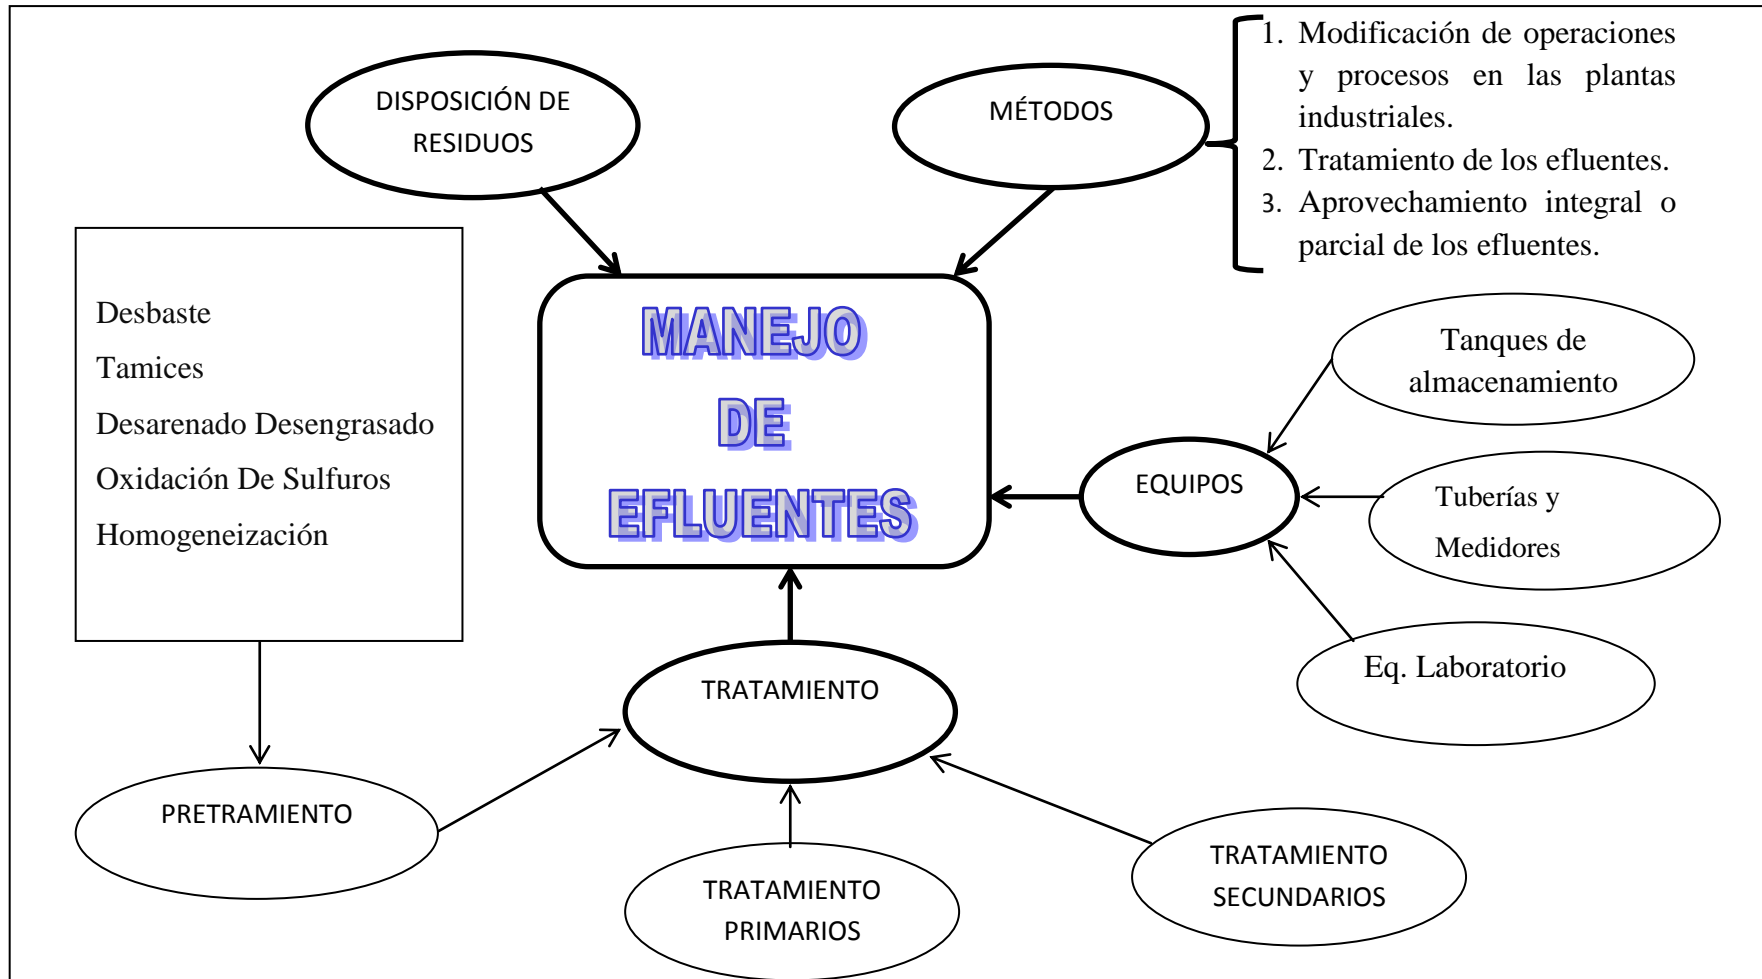 DISPOSICIÓN DE
RESIDUOS
MÉTODOS
1. Modificación de operaciones
y procesos en las plantas
industriales.
2. Tratamiento de los efluentes.
3. Aprovechamiento integral o
parcial de los efluentes.
Desbaste
Tamices
Desarenado Desengrasado
Oxidación De Sulfuros
Homogeneización
MANEJO
DE
EFLUENTES
Tanques de
almacenamiento
EQUIPOS
Tuberías y
Medidores
Eq. Laboratorio
TRATAMIENTO
PRETRAMIENTO
TRATAMIENTO
PRIMARIOS
TRATAMIENTO
SECUNDARIOS